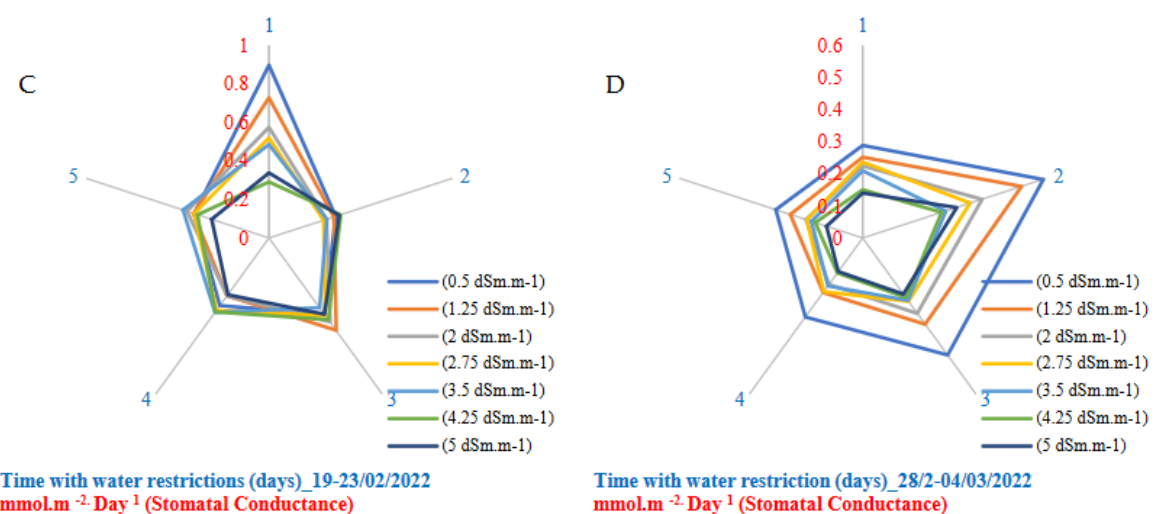 C
1
1
0.8
0.6
0.4
0.2
0
2
3
4
5
(0.5 dSm.m-1)
(1.25 dSm.m-1)
(2 dSm.m-1)
(2.75 dSm.m-1)
(3.5 dSm.m-1)
(4.25 dSm.m-1)
(5 dSm.m-1)
Time with water restrictions (days)_19-23/02/2022
mmol.m -2. Day 1 (Stomatal Conductance)
D
1
0.6
0.5
0.4
0.3
0.2
0.1
0
2
3
4
5
(0.5 dSm.m-1)
(1.25 dSm.m-1)
(2 dSm.m-1)
(2.75 dSm.m-1)
(3.5 dSm.m-1)
(4.25 dSm.m-1)
(5 dSm.m-1)
Time with water restriction (days)_28/2-04/03/2022
mmol.m -2. Day 1 (Stomatal Conductance)